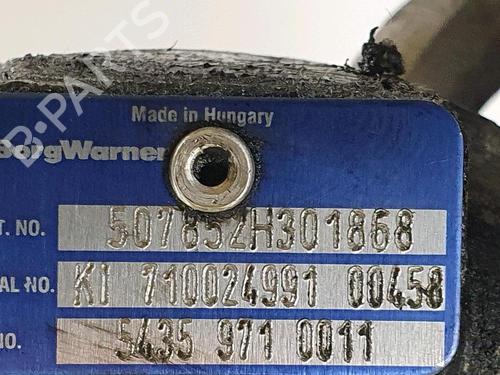 B-PARTS
Made in Hungary
BorgWarner
T. NO. 507852H301868
AL NO. KI 710024991 00458
NO. 5435 971 0011